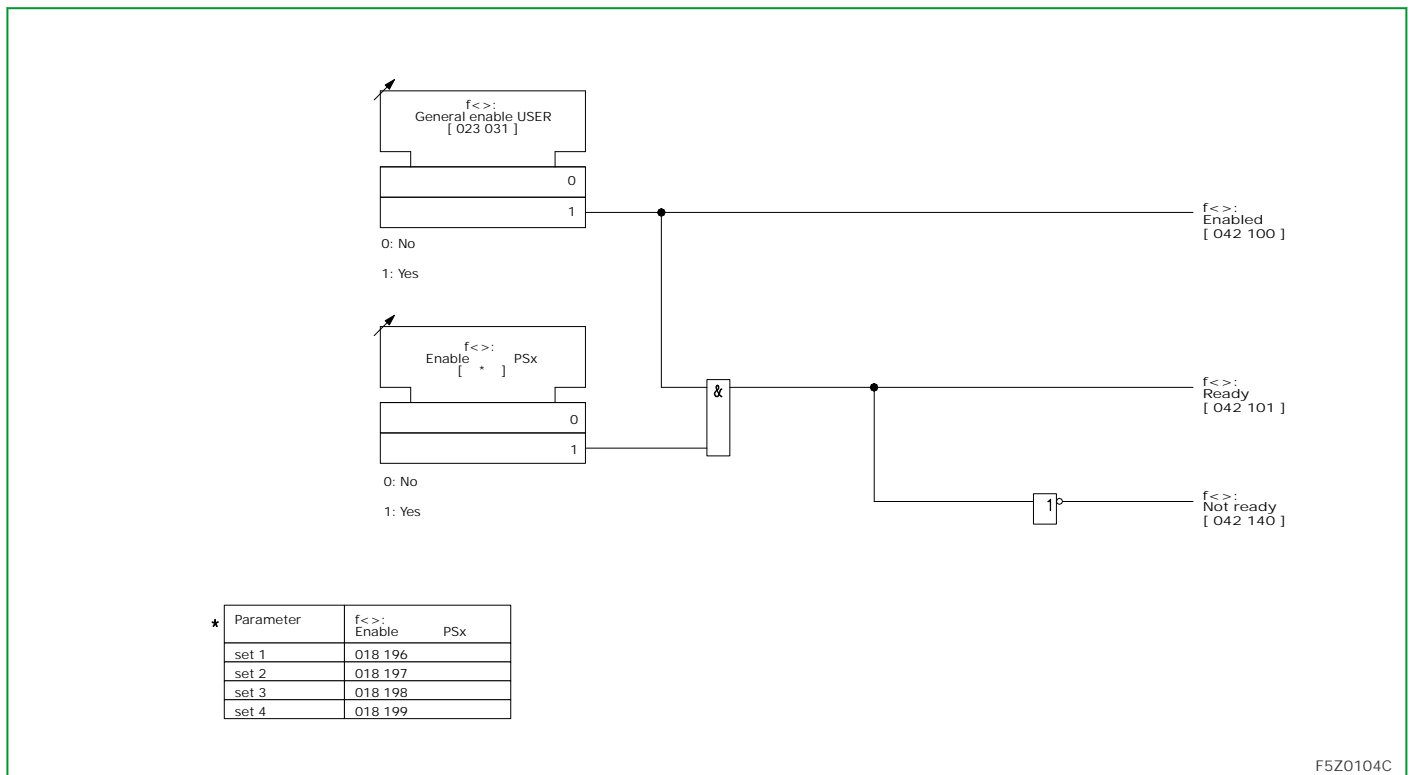 f<>:
General enable USER
[ 023 031 ]
0
1
0: No
1: Yes
f<>:
Enabled
[ 042 100 ]
f<>:
Enable PSx
[ * ]
0
1
0: No
1: Yes
&
f<>:
Ready
[ 042 101 ]
1
f<>:
Not ready
[ 042 140 ]
* Parameter f<>:
Enable PSx
set 1 018 196
set 2 018 197
set 3 018 198
set 4 018 199
F5Z0104C